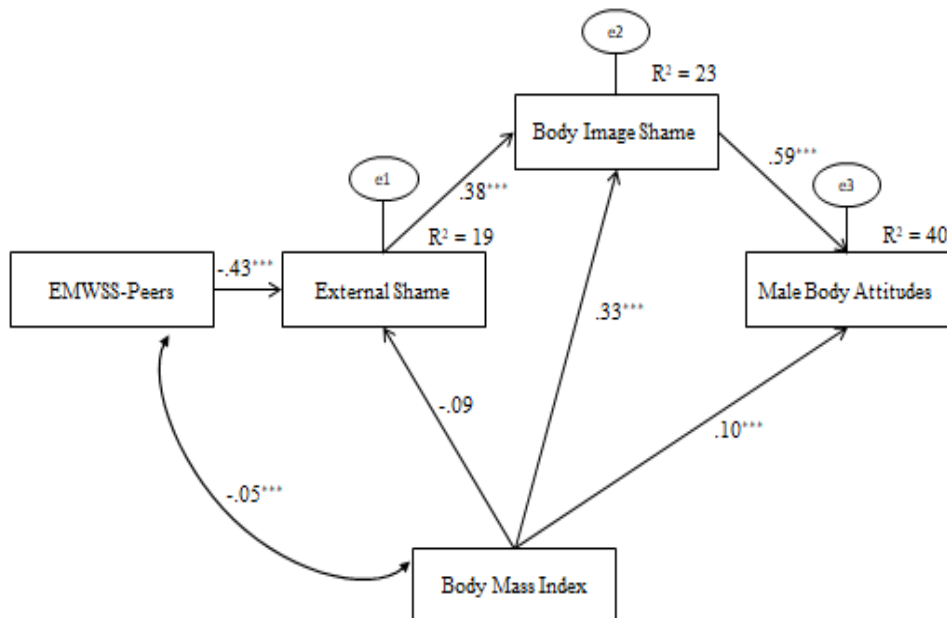 e2
R² = 23
Body Image Shame
.59***
e1
e3
.38***
R² = 19
R² = 40
-.43***
EMWSS-Peers
External Shame
Male Body Attitudes
.33***
-.09
.10***
-.05***
Body Mass Index